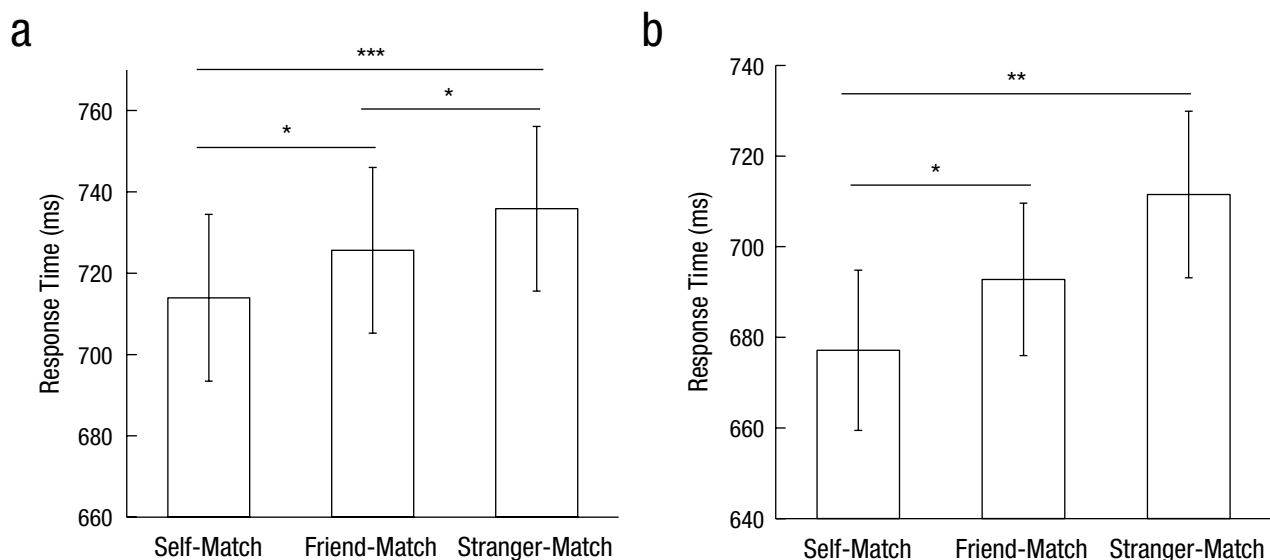 a
***
*
*
760
740
720
700
680
660
Response Time (ms)
Self-Match Friend-Match Stranger-Match
b
**
*
740
720
700
680
660
640
Response Time (ms)
Self-Match Friend-Match Stranger-Match